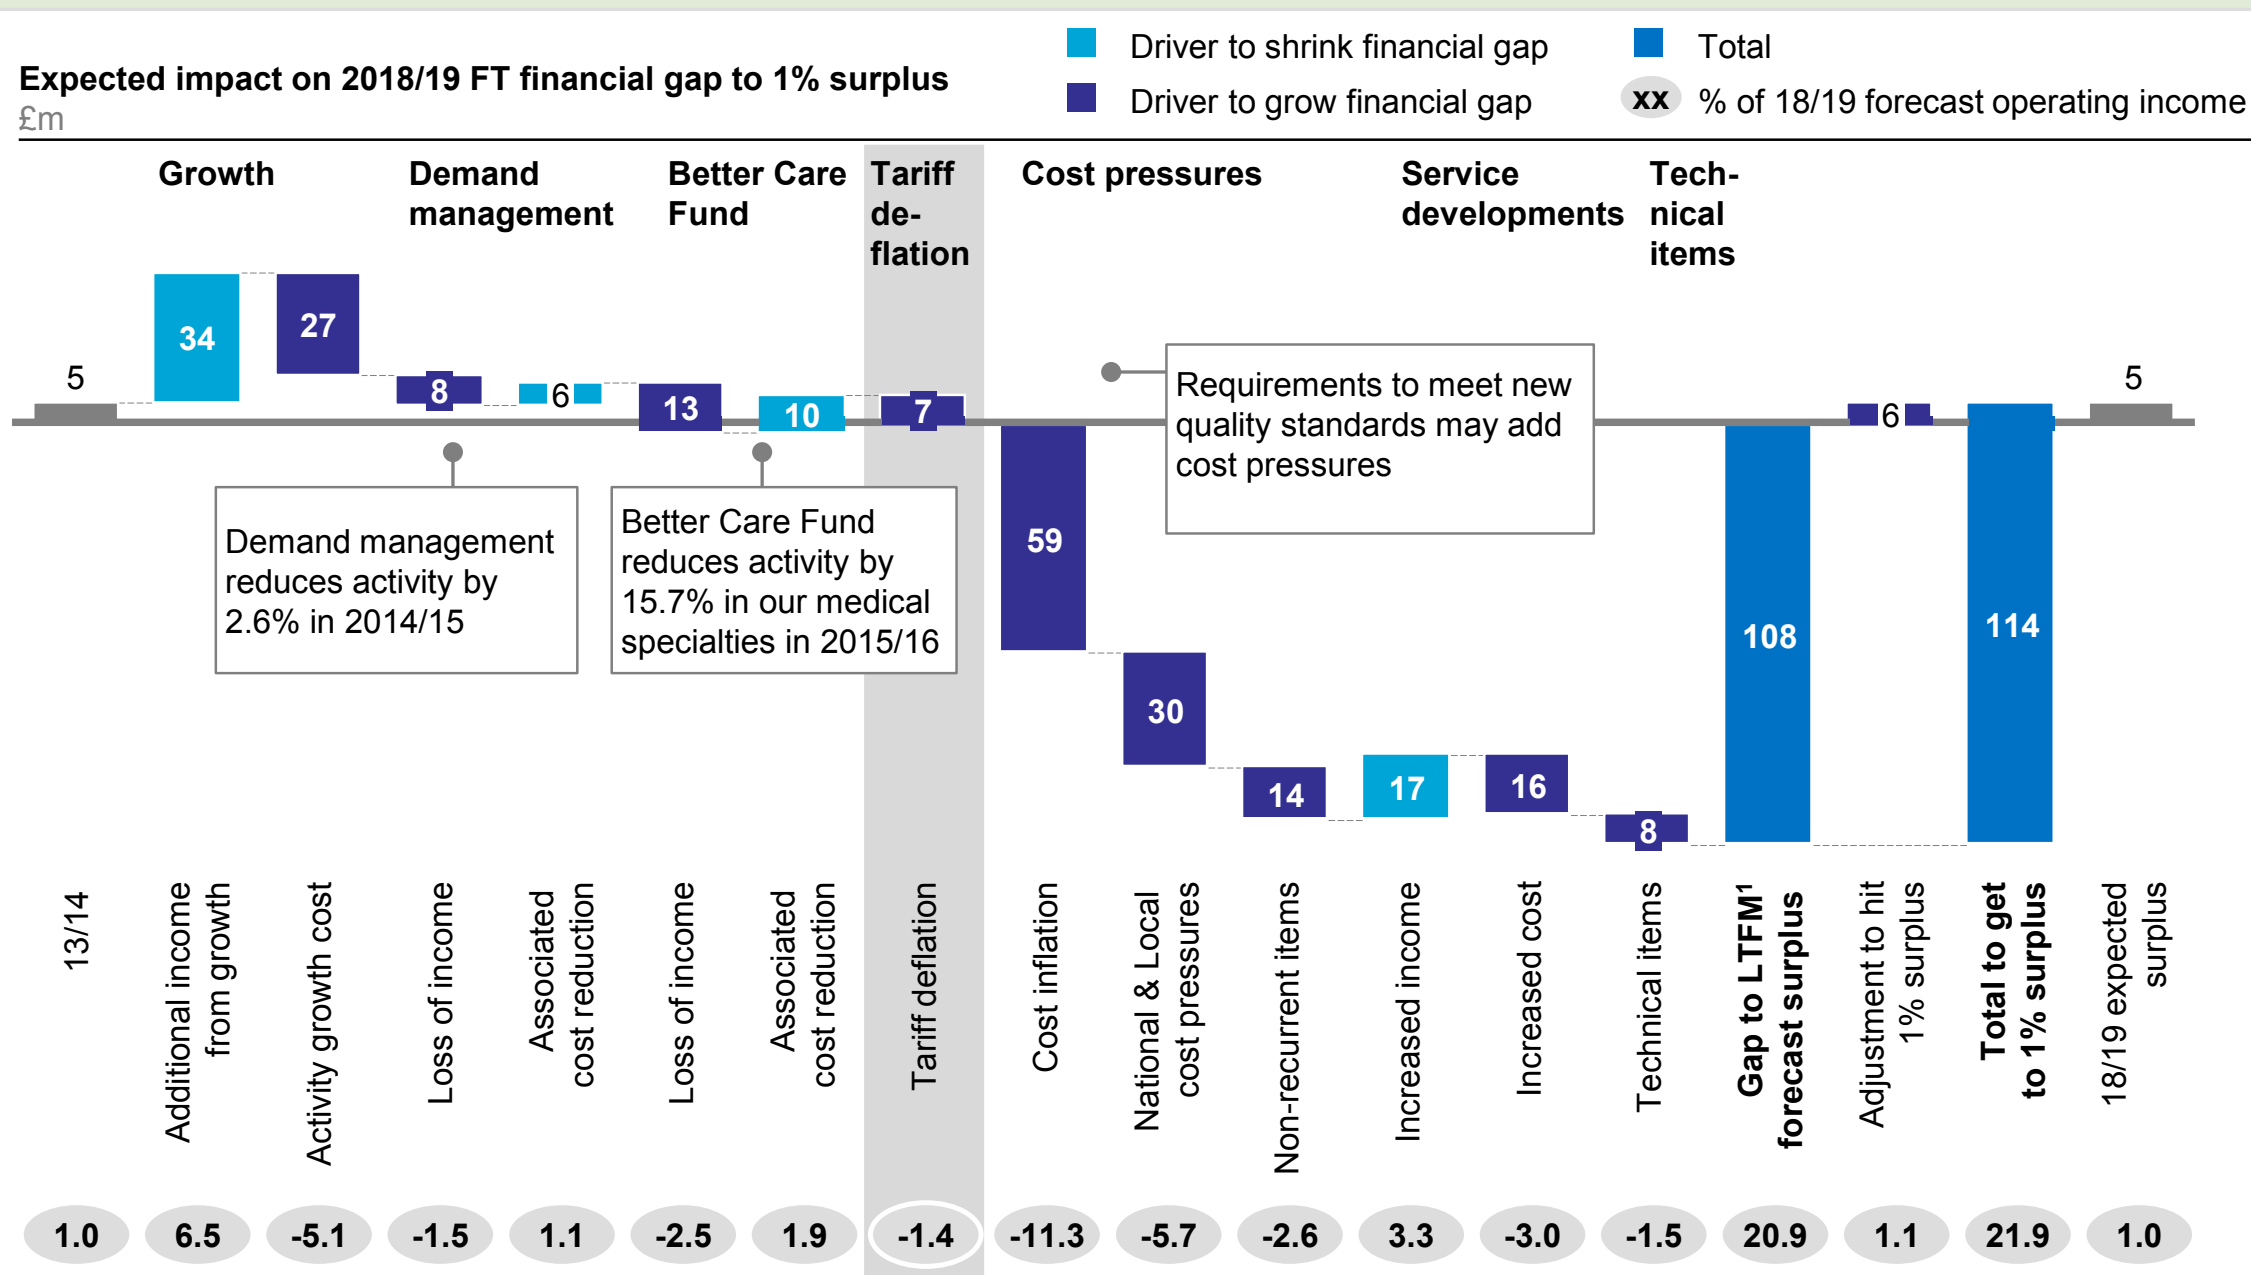 Expected impact on 2018/19 FT financial gap to 1% surplus
£m
Driver to shrink financial gap
Driver to grow financial gap
Total
xx % of 18/19 forecast operating income
Growth
Demand
management
Better Care
Fund
Tariff
de-
flation
Cost pressures
Service
developments
Tech-
nical
items
5
34
27
8
6
13
10
7
59
30
14
17
16
8
108
6
114
5
Demand management
reduces activity by
2.6% in 2014/15
Better Care Fund
reduces activity by
15.7% in our medical
specialties in 2015/16
Requirements to meet new
quality standards may add
cost pressures
13/14
Additional income
from growth
Activity growth cost
Loss of income
Associated
cost reduction
Loss of income
Associated
cost reduction
Tariff deflation
Cost inflation
National & Local
cost pressures
Non-recurrent items
Increased income
Increased cost
Technical items
Gap to LTFM¹
forecast surplus
Adjustment to hit
1% surplus
Total to get
to 1% surplus
18/19 expected
surplus
1.0 6.5 -5.1 -1.5 1.1 -2.5 1.9 -1.4 -11.3 -5.7 -2.6 3.3 -3.0 -1.5 20.9 1.1 21.9 1.0